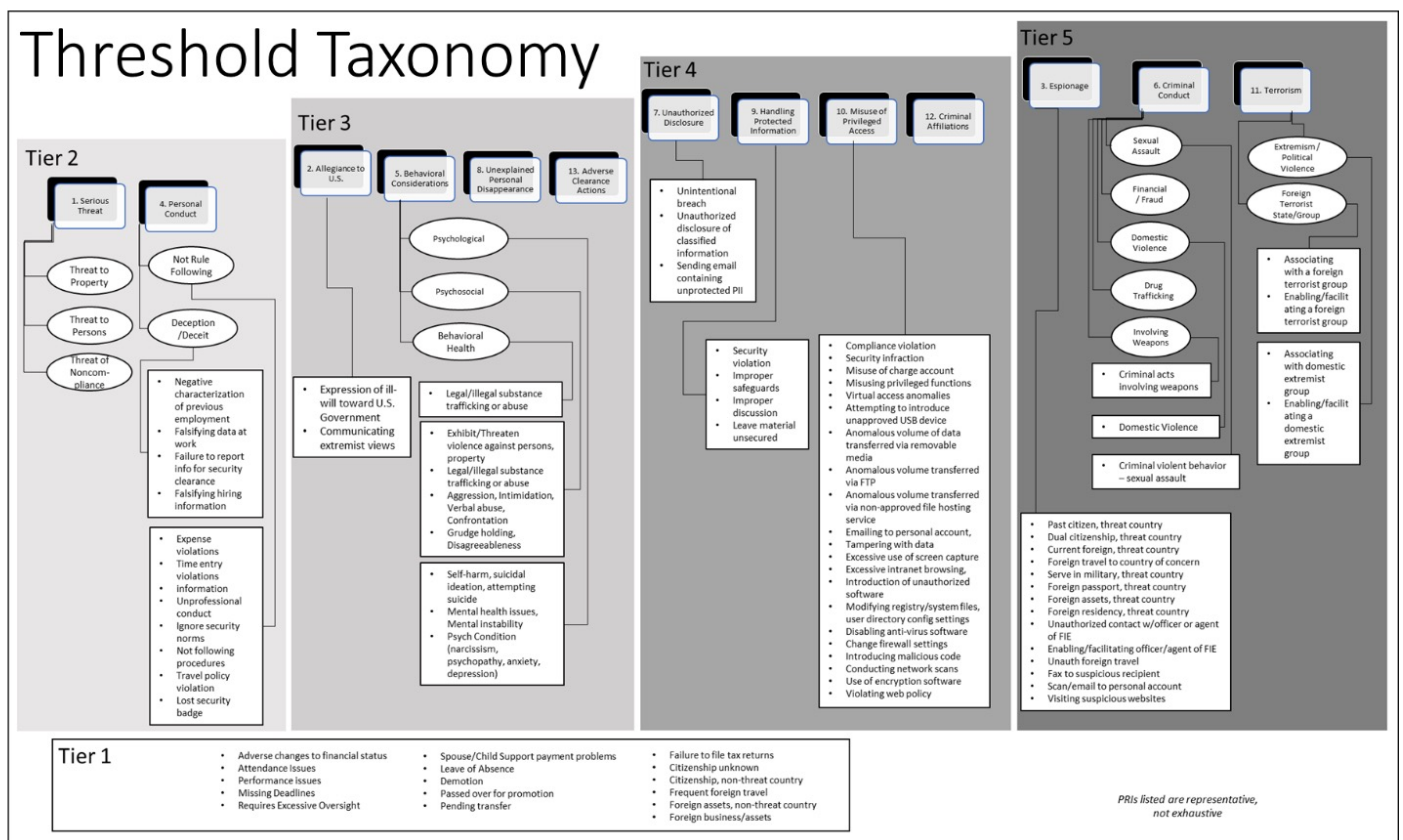 Threshold Taxonomy
Tier 2
1. Serious
Threat
4. Personal
Conduct
Threat to
Property
Threat to
Persons
Threat of
Noncom-
pliance
Not Rule
Following
Deception
/Deceit
• Negative
characterization
of previous
employment
• Falsifying data at
work
• Failure to report
info for security
clearance
• Falsifying hiring
information
• Expense
violations
• Time entry
violations
• information
• Unprofessional
conduct
• Ignore security
norms
• Not following
procedures
• Travel policy
violation
• Lost security
badge
Tier 3
2. Allegiance to
U.S.
5. Behavioral
Considerations
8. Unexplained
Personal
Disappearance
13. Adverse
Clearance
Actions
Psychological
Psychosocial
Behavioral
Health
• Expression of ill-
will toward U.S.
Government
• Communicating
extremist views
• Legal/illegal substance
trafficking or abuse
• Exhibit/Threaten
violence against persons,
property
• Legal/illegal substance
trafficking or abuse
• Aggression, Intimidation,
Verbal abuse,
Confrontation
• Grudge holding,
Disagreeableness
• Self-harm, suicidal
ideation, attempting
suicide
• Mental health issues,
Mental instability
• Psych Condition
(narcissism,
psychopathy, anxiety,
depression)
Tier 4
7. Unauthorized
Disclosure
9. Handling
Protected
Information
10. Misuse of
Privileged
Access
12. Criminal
Affiliations
• Unintentional
breach
• Unauthorized
disclosure of
classified
information
• Sending email
containing
unprotected PII
• Security
violation
• Improper
safeguards
• Improper
discussion
• Leave material
unsecured
• Compliance violation
• Security infraction
• Misuse of charge account
• Misusing privileged functions
• Virtual access anomalies
• Attempting to introduce
unapproved USB device
• Anomalous volume of data
transferred via removable
media
• Anomalous volume transferred
via FTP
• Anomalous volume transferred
via non-approved file hosting
service
• Emailing to personal account,
• Tampering with data
• Excessive use of screen capture
• Excessive intranet browsing,
• Introduction of unauthorized
software
• Modifying registry/system files,
user directory config settings
• Disabling anti-virus software
• Change firewall settings
• Introducing malicious code
• Conducting network scans
• Use of encryption software
• Violating web policy
Tier 5
3. Espionage
6. Criminal
Conduct
11. Terrorism
Sexual
Assault
Financial
/ Fraud
Domestic
Violence
Drug
Trafficking
Involving
Weapons
Extremism /
Political
Violence
Foreign
Terrorist
State/Group
• Associating
with a foreign
terrorist group
• Enabling/facilit
ating a foreign
terrorist group
• Associating
with domestic
extremist
group
• Enabling/facilit
ating a
domestic
extremist
group
• Criminal acts
involving weapons
• Domestic Violence
• Criminal violent behavior
– sexual assault
• Past citizen, threat country
• Dual citizenship, threat country
• Current foreign, threat country
• Foreign travel to country of concern
• Serve in military, threat country
• Foreign passport, threat country
• Foreign assets, threat country
• Foreign residency, threat country
• Unauthorized contact w/officer or agent
of FIE
• Enabling/facilitating officer/agent of FIE
• Unauth foreign travel
• Fax to suspicious recipient
• Scan/email to personal account
• Visiting suspicious websites
Tier 1
• Adverse changes to financial status
• Attendance Issues
• Performance issues
• Missing Deadlines
• Requires Excessive Oversight
• Spouse/Child Support payment problems
• Leave of Absence
• Demotion
• Passed over for promotion
• Pending transfer
• Failure to file tax returns
• Citizenship unknown
• Citizenship, non-threat country
• Frequent foreign travel
• Foreign assets, non-threat country
• Foreign business/assets
PRIs listed are representative,
not exhaustive